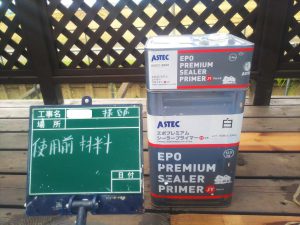 工事名
様邸
場所
使用前 材料
日付
ASTEC
EPO
PREMIUM
SEALER
PRIMER JY
ASTEC
白
エポプレミアム
シーラープライマー
EPO
PREMIUM
SEALER
PRIMER JY